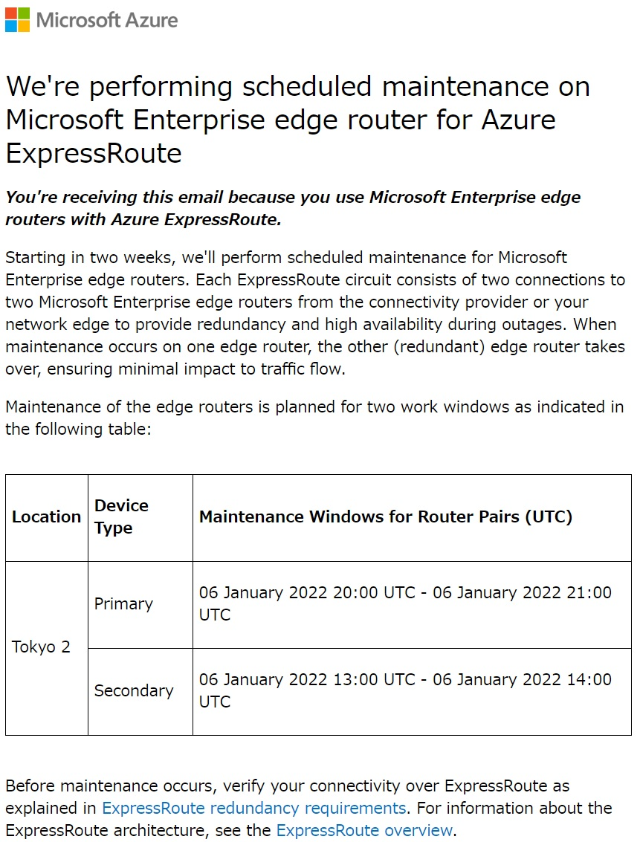 Microsoft Azure
We're performing scheduled maintenance on
Microsoft Enterprise edge router for Azure
ExpressRoute
You're receiving this email because you use Microsoft Enterprise edge
routers with Azure ExpressRoute.
Starting in two weeks, we'll perform scheduled maintenance for Microsoft
Enterprise edge routers. Each ExpressRoute circuit consists of two connections to
two Microsoft Enterprise edge routers from the connectivity provider or your
network edge to provide redundancy and high availability during outages. When
maintenance occurs on one edge router, the other (redundant) edge router takes
over, ensuring minimal impact to traffic flow.
Maintenance of the edge routers is planned for two work windows as indicated in
the following table:
Location
Device
Type
Maintenance Windows for Router Pairs (UTC)
Tokyo 2
Primary
06 January 2022 20:00 UTC - 06 January 2022 21:00
UTC
Secondary
06 January 2022 13:00 UTC - 06 January 2022 14:00
UTC
Before maintenance occurs, verify your connectivity over ExpressRoute as
explained in ExpressRoute redundancy requirements. For information about the
ExpressRoute architecture, see the ExpressRoute overview.